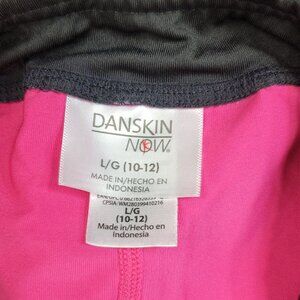 DANSKIN
NOW.
L/G (10-12)
MADE IN/HECHO EN
INDONESIA
L/G
(10-12)
Made in/Hecho en
Indonesia